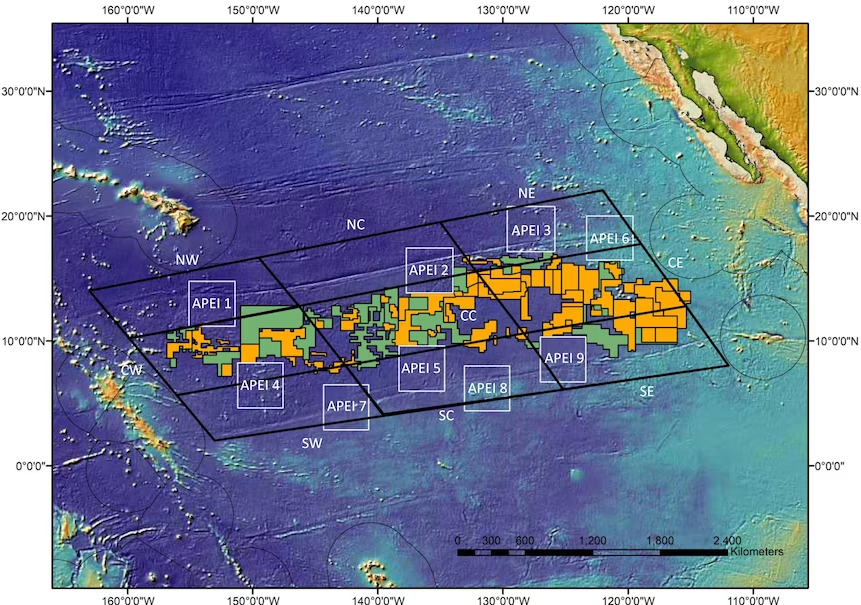 160°0'0"W 150°0'0"W 140°0'0"W 130°0'0"W 120°0'0"W 110°0'0"W
30°0'0"N 30°0'0"N
20°0'0"N 20°0'0"N
NE
NC
APEI 3
APEI 6
NW
CE
APEI 2
APEI 1
CC
10°0'0"N 10°0'0"N
APEI 9
CW
APEI 5
APEI 4
APEI 8
SE
APEI 7
SC
SW
0°0'0" 0°0'0"
0 300 600 1,200 1,800 2,400
Kilometers
160°0'0"W 150°0'0"W 140°0'0"W 130°0'0"W 120°0'0"W 110°0'0"W